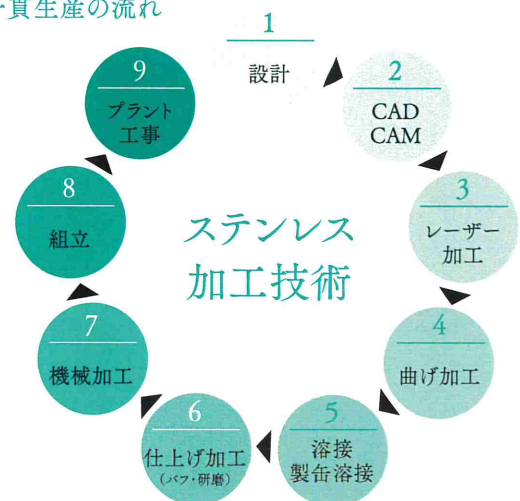 一貫生産の流れ
1
設計
2
CAD
CAM
3
レーザー
加工
4
曲げ加工
5
溶接
製缶溶接
6
仕上げ加工
(バフ・研磨)
7
機械加工
8
組立
9
プラント
工事
ステンレス
加工技術